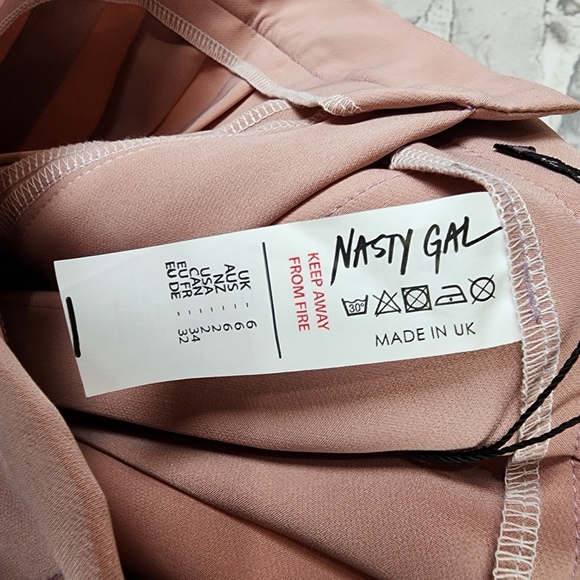 NASTY GAL
30°
MADE IN UK
KEEP AWAY
FROM FIRE
UK - 6
AUS - 6
NZ - 6
USA - 2
CAN - 2
EU FR - 34
EU DE - 32